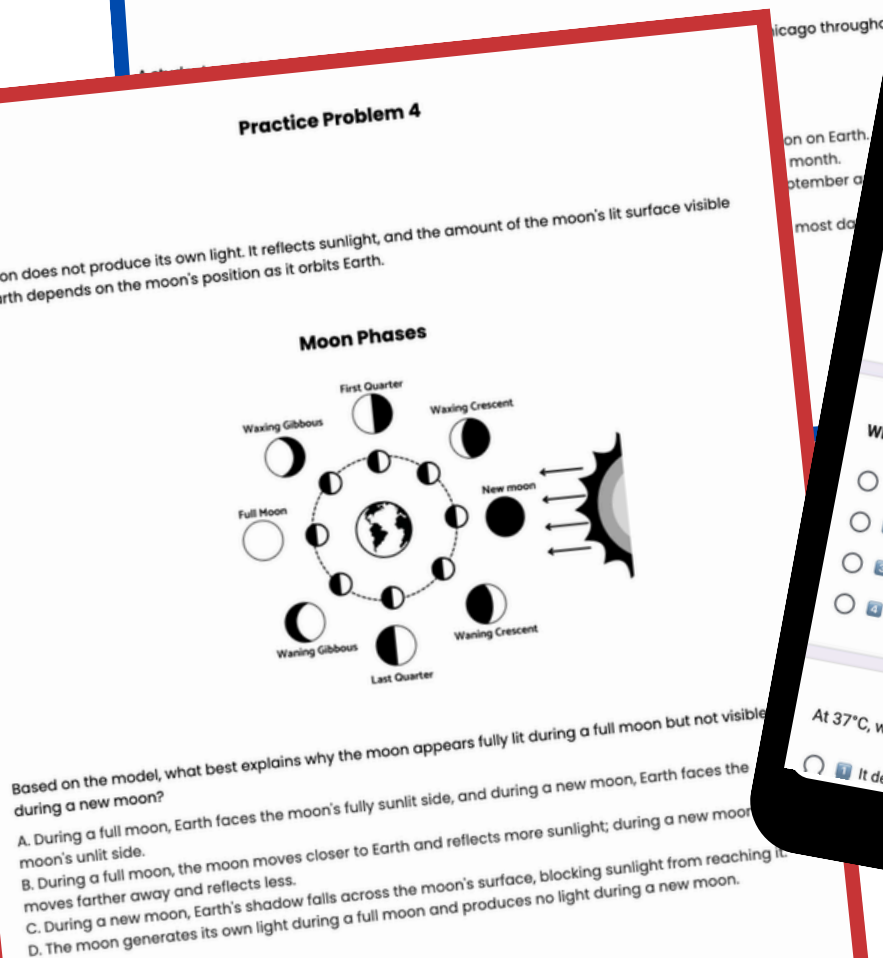 icago through
Practice Problem 4
on on Earth.
month.
ptember a
most da
on does not produce its own light. It reflects sunlight, and the amount of the moon's lit surface visible
rth depends on the moon's position as it orbits Earth.
Moon Phases
First Quarter
Waxing Gibbous
Waxing Crescent
Full Moon
New moon
Waning Gibbous
Waning Crescent
Last Quarter
Based on the model, what best explains why the moon appears fully lit during a full moon but not visible
during a new moon?
A. During a full moon, Earth faces the moon's fully sunlit side, and during a new moon, Earth faces the
moon's unlit side.
B. During a full moon, the moon moves closer to Earth and reflects more sunlight; during a new moon
moves farther away and reflects less.
C. During a new moon, Earth's shadow falls across the moon's surface, blocking sunlight from reaching it.
D. The moon generates its own light during a full moon and produces no light during a new moon.
3
4
At 37°C, w
1 It de